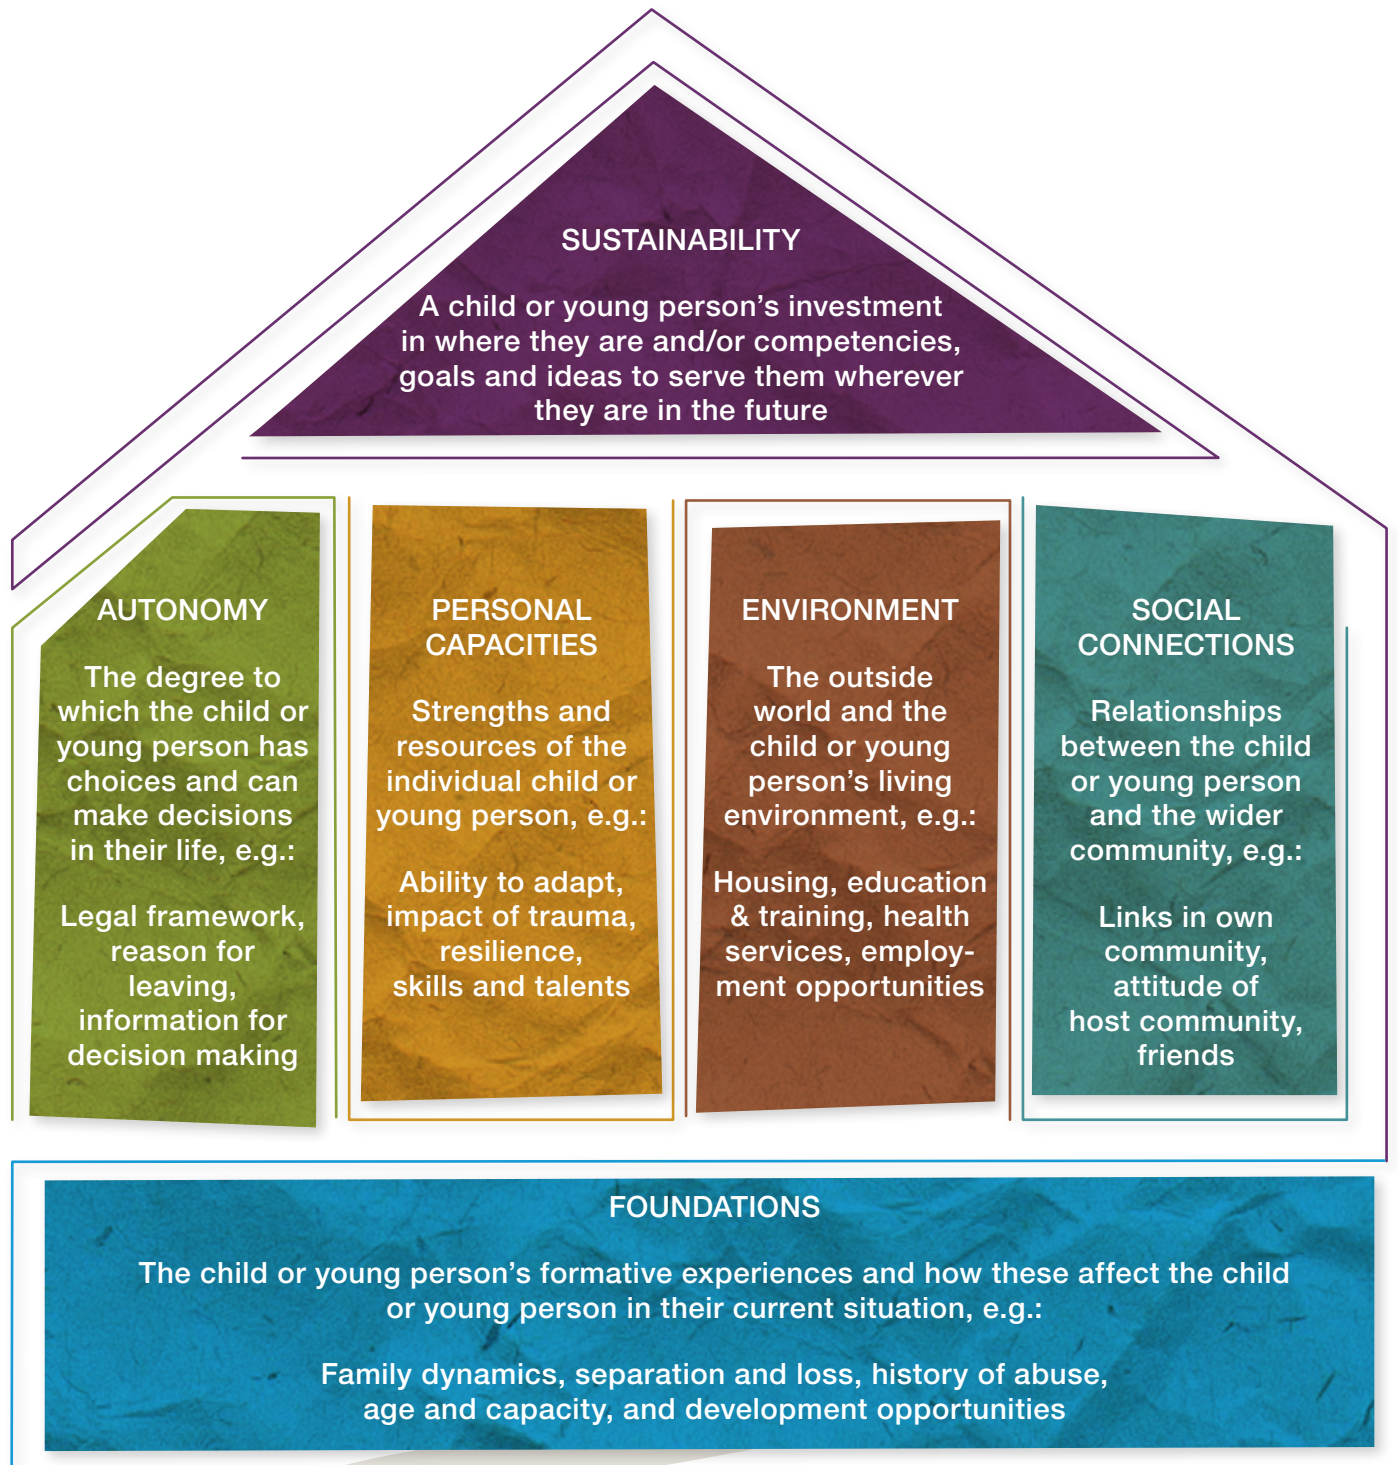 SUSTAINABILITY
A child or young person's investment
in where they are and/or competencies,
goals and ideas to serve them wherever
they are in the future
AUTONOMY
The degree to
which the child or
young person has
choices and can
make decisions
in their life, e.g.:
Legal framework,
reason for
leaving,
information for
decision making
PERSONAL
CAPACITIES
Strengths and
resources of the
individual child or
young person, e.g.:
Ability to adapt,
impact of trauma,
resilience,
skills and talents
ENVIRONMENT
The outside
world and the
child or young
person's living
environment, e.g.:
Housing, education
& training, health
services, employ-
ment opportunities
SOCIAL
CONNECTIONS
Relationships
between the child
or young person
and the wider
community, e.g.:
Links in own
community,
attitude of
host community,
friends
FOUNDATIONS
The child or young person's formative experiences and how these affect the child
or young person in their current situation, e.g.:
Family dynamics, separation and loss, history of abuse,
age and capacity, and development opportunities